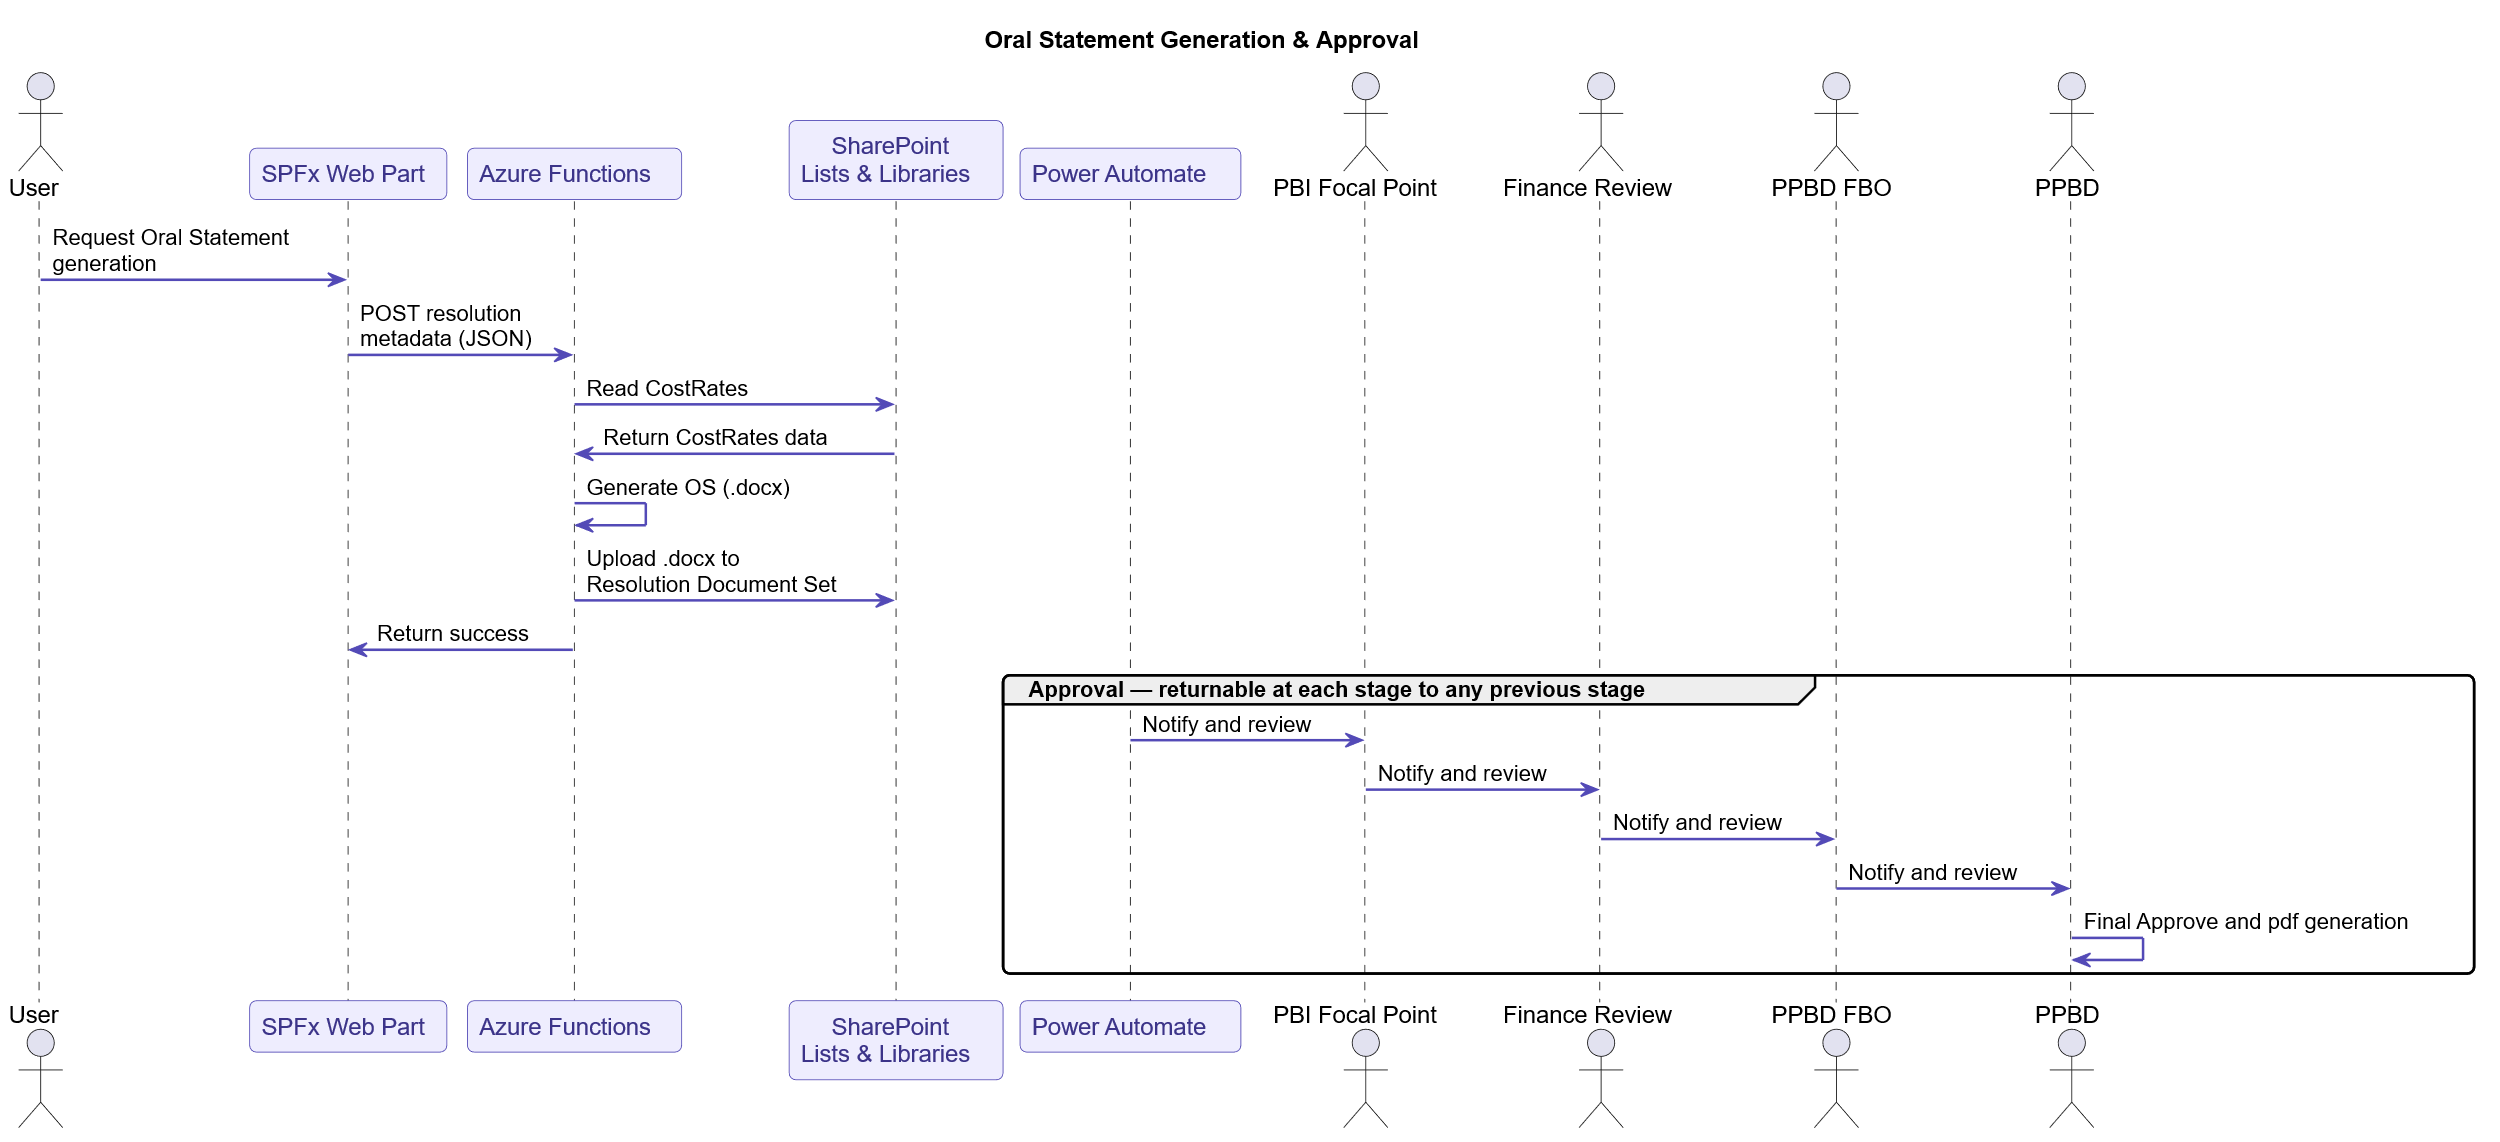 Oral Statement Generation & Approval
User
SPFx Web Part
Azure Functions
SharePoint
Lists & Libraries
Power Automate
PBI Focal Point
Finance Review
PPBD FBO
PPBD
Request Oral Statement
generation
POST resolution
metadata (JSON)
Read CostRates
Return CostRates data
Generate OS (.docx)
Upload .docx to
Resolution Document Set
Return success
Approval — returnable at each stage to any previous stage
Notify and review
Notify and review
Notify and review
Notify and review
Final Approve and pdf generation
User
SPFx Web Part
Azure Functions
SharePoint
Lists & Libraries
Power Automate
PBI Focal Point
Finance Review
PPBD FBO
PPBD